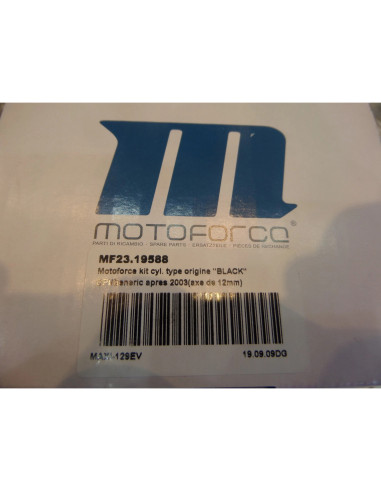 MOTOFORCE®
PARTI DI RICAMBIO - SPARE PARTS - ERSATZTEILE - PIÈCES DE RECHANGE
MF23.19588
Motoforce kit cyl. type origine "BLACK"
generic apres 2003(axe de 12mm)
19.09.09DG